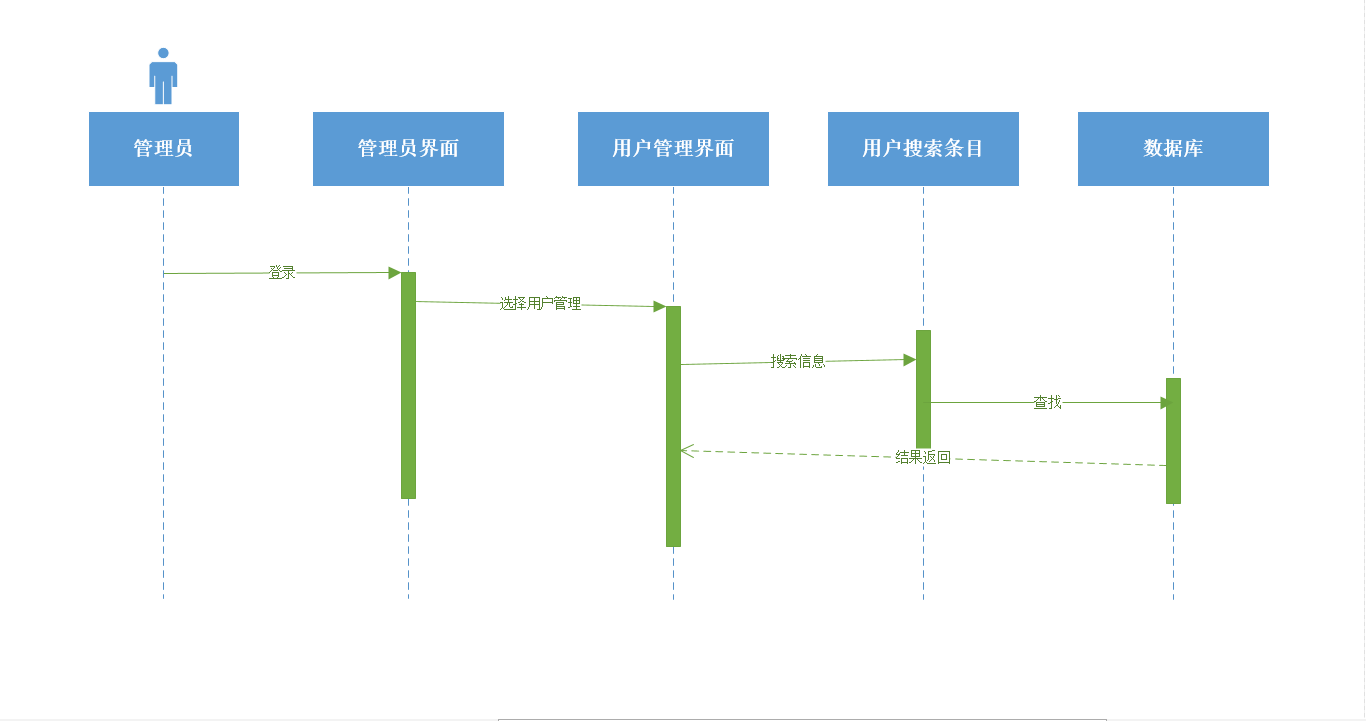 管理员
管理员界面
用户管理界面
用户搜索条目
数据库
登录
选择用户管理
搜索信息
查找
结果返回